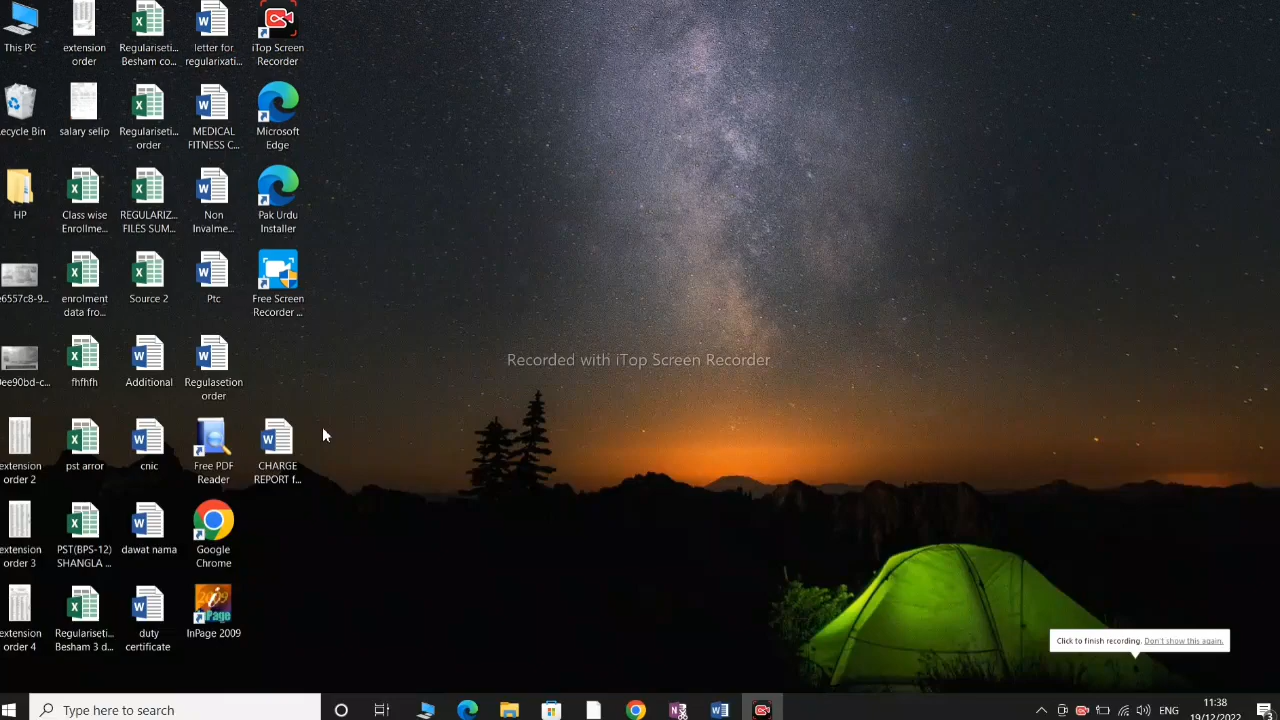 This PC
extension
order
Regulariseti...
Besham co...
letter for
regularixati...
iTop Screen
Recorder
ecycle Bin
salary selip
Regulariseti...
order
MEDICAL
FITNESS C...
Microsoft
Edge
HP
Class wise
Enrollme...
REGULARIZ...
FILES SUM...
Non
Invalme...
Pak Urdu
Installer
e6557c8-9...
enrolment
data fro...
Source 2
Ptc
Free Screen
Recorder ...
0ee90bd-c...
fhfhfh
Additional
Regulasetion
order
Recorded with iTop Screen Recorder
extension
order 2
pst arror
cnic
Free PDF
Reader
CHARGE
REPORT f...
extension
order 3
PST(BPS-12)
SHANGLA ...
dawat nama
Google
Chrome
extension
order 4
Regulariseti...
Besham 3 d...
duty
certificate
2009
InPage
InPage 2009
Click to finish recording. Don't show this again.
Type here to search
ENG
11:38